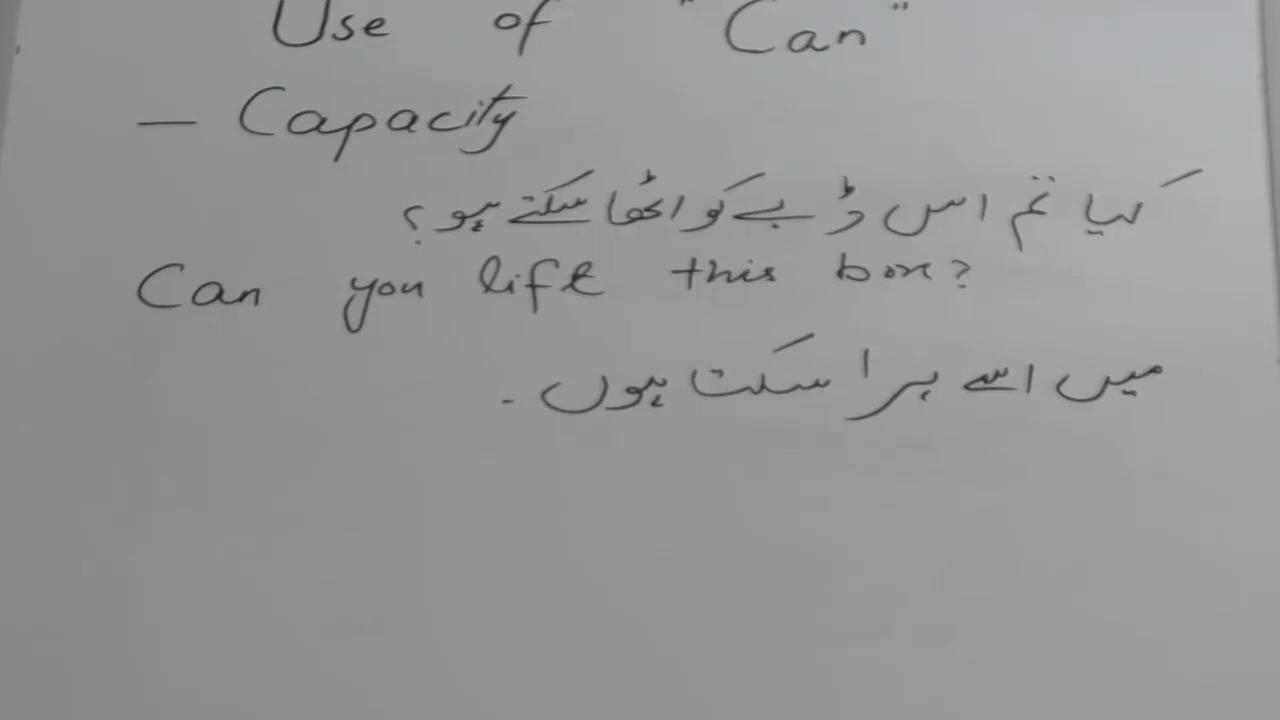 Use of "Can"
— Capacity
کیا تم اس ڈبے کو اٹھا سکتے ہو؟
Can you lift this box?
میں اسے ہرا سکتا ہوں۔